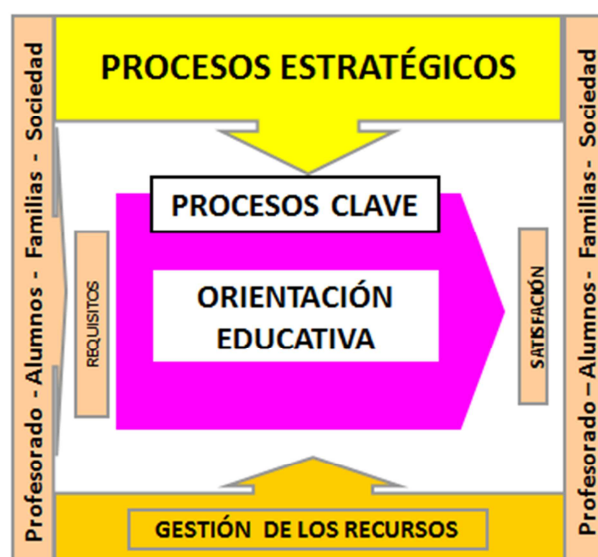 PROCESOS ESTRATÉGICOS
Profesorado -Alumnos - Familias - Sociedad
REQUISITOS
PROCESOS CLAVE
ORIENTACIÓN
EDUCATIVA
SATISFACCIÓN
Profesorado – Alumnos - Familias - Sociedad
GESTIÓN DE LOS RECURSOS